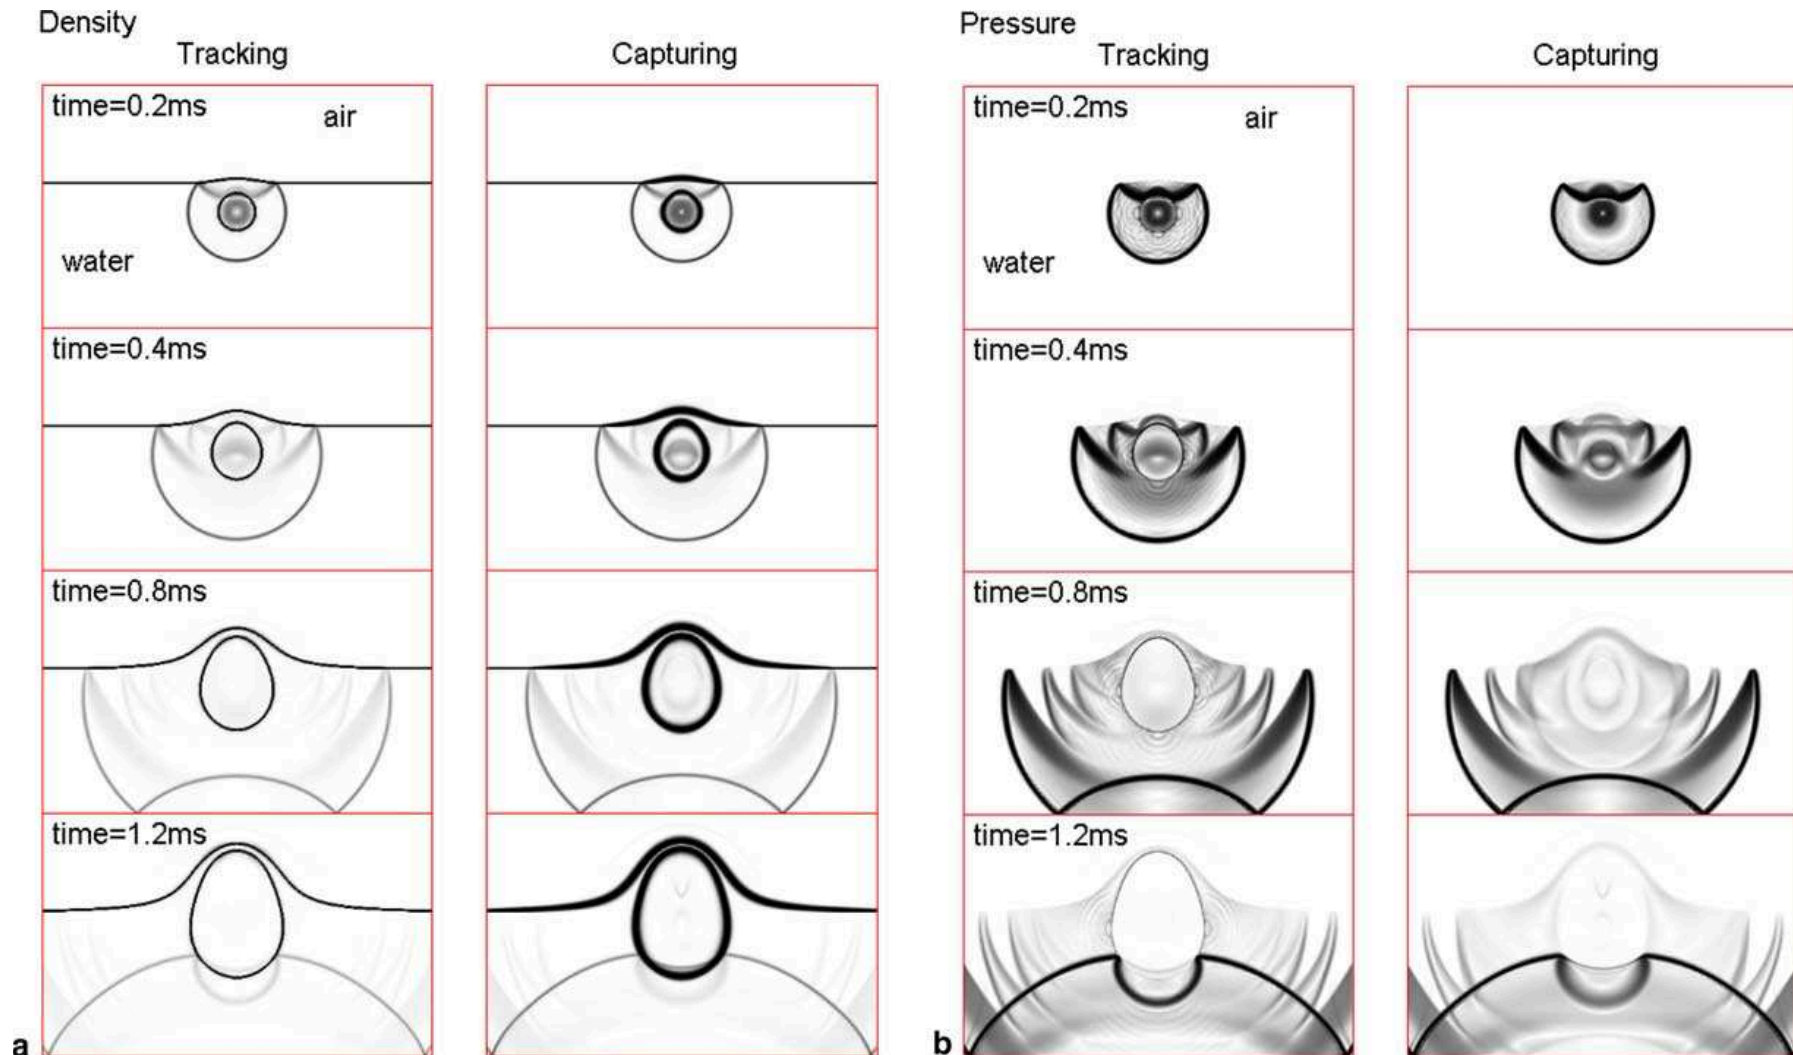 Density
Tracking Capturing
time=0.2ms
air
water
time=0.4ms
time=0.8ms
time=1.2ms
a
Pressure
Tracking Capturing
time=0.2ms
air
water
time=0.4ms
time=0.8ms
time=1.2ms
b